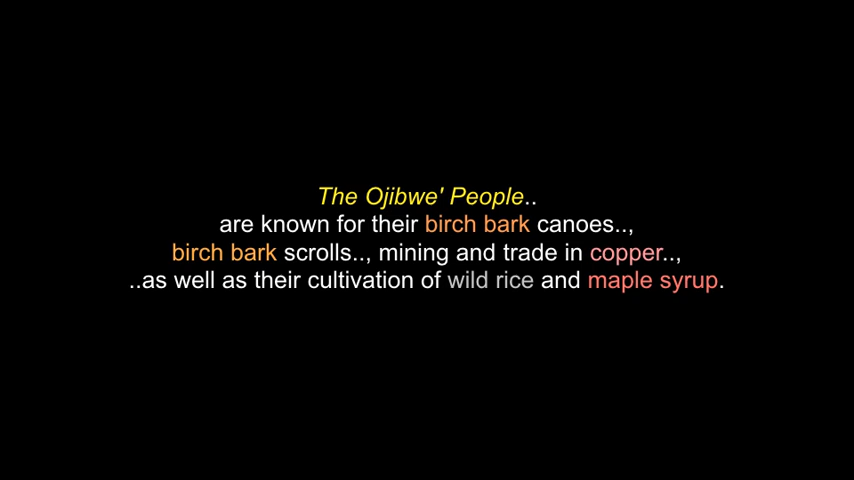 The Ojibwe' People..
are known for their birch bark canoes..,
birch bark scrolls.., mining and trade in copper..,
..as well as their cultivation of wild rice and maple syrup.